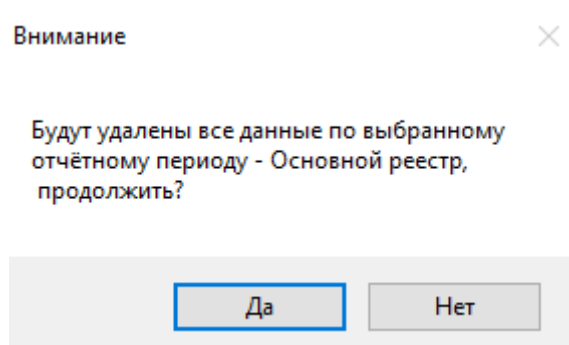 Внимание
Будут удалены все данные по выбранному
отчётному периоду - Основной реестр,
продолжить?
Да
Нет